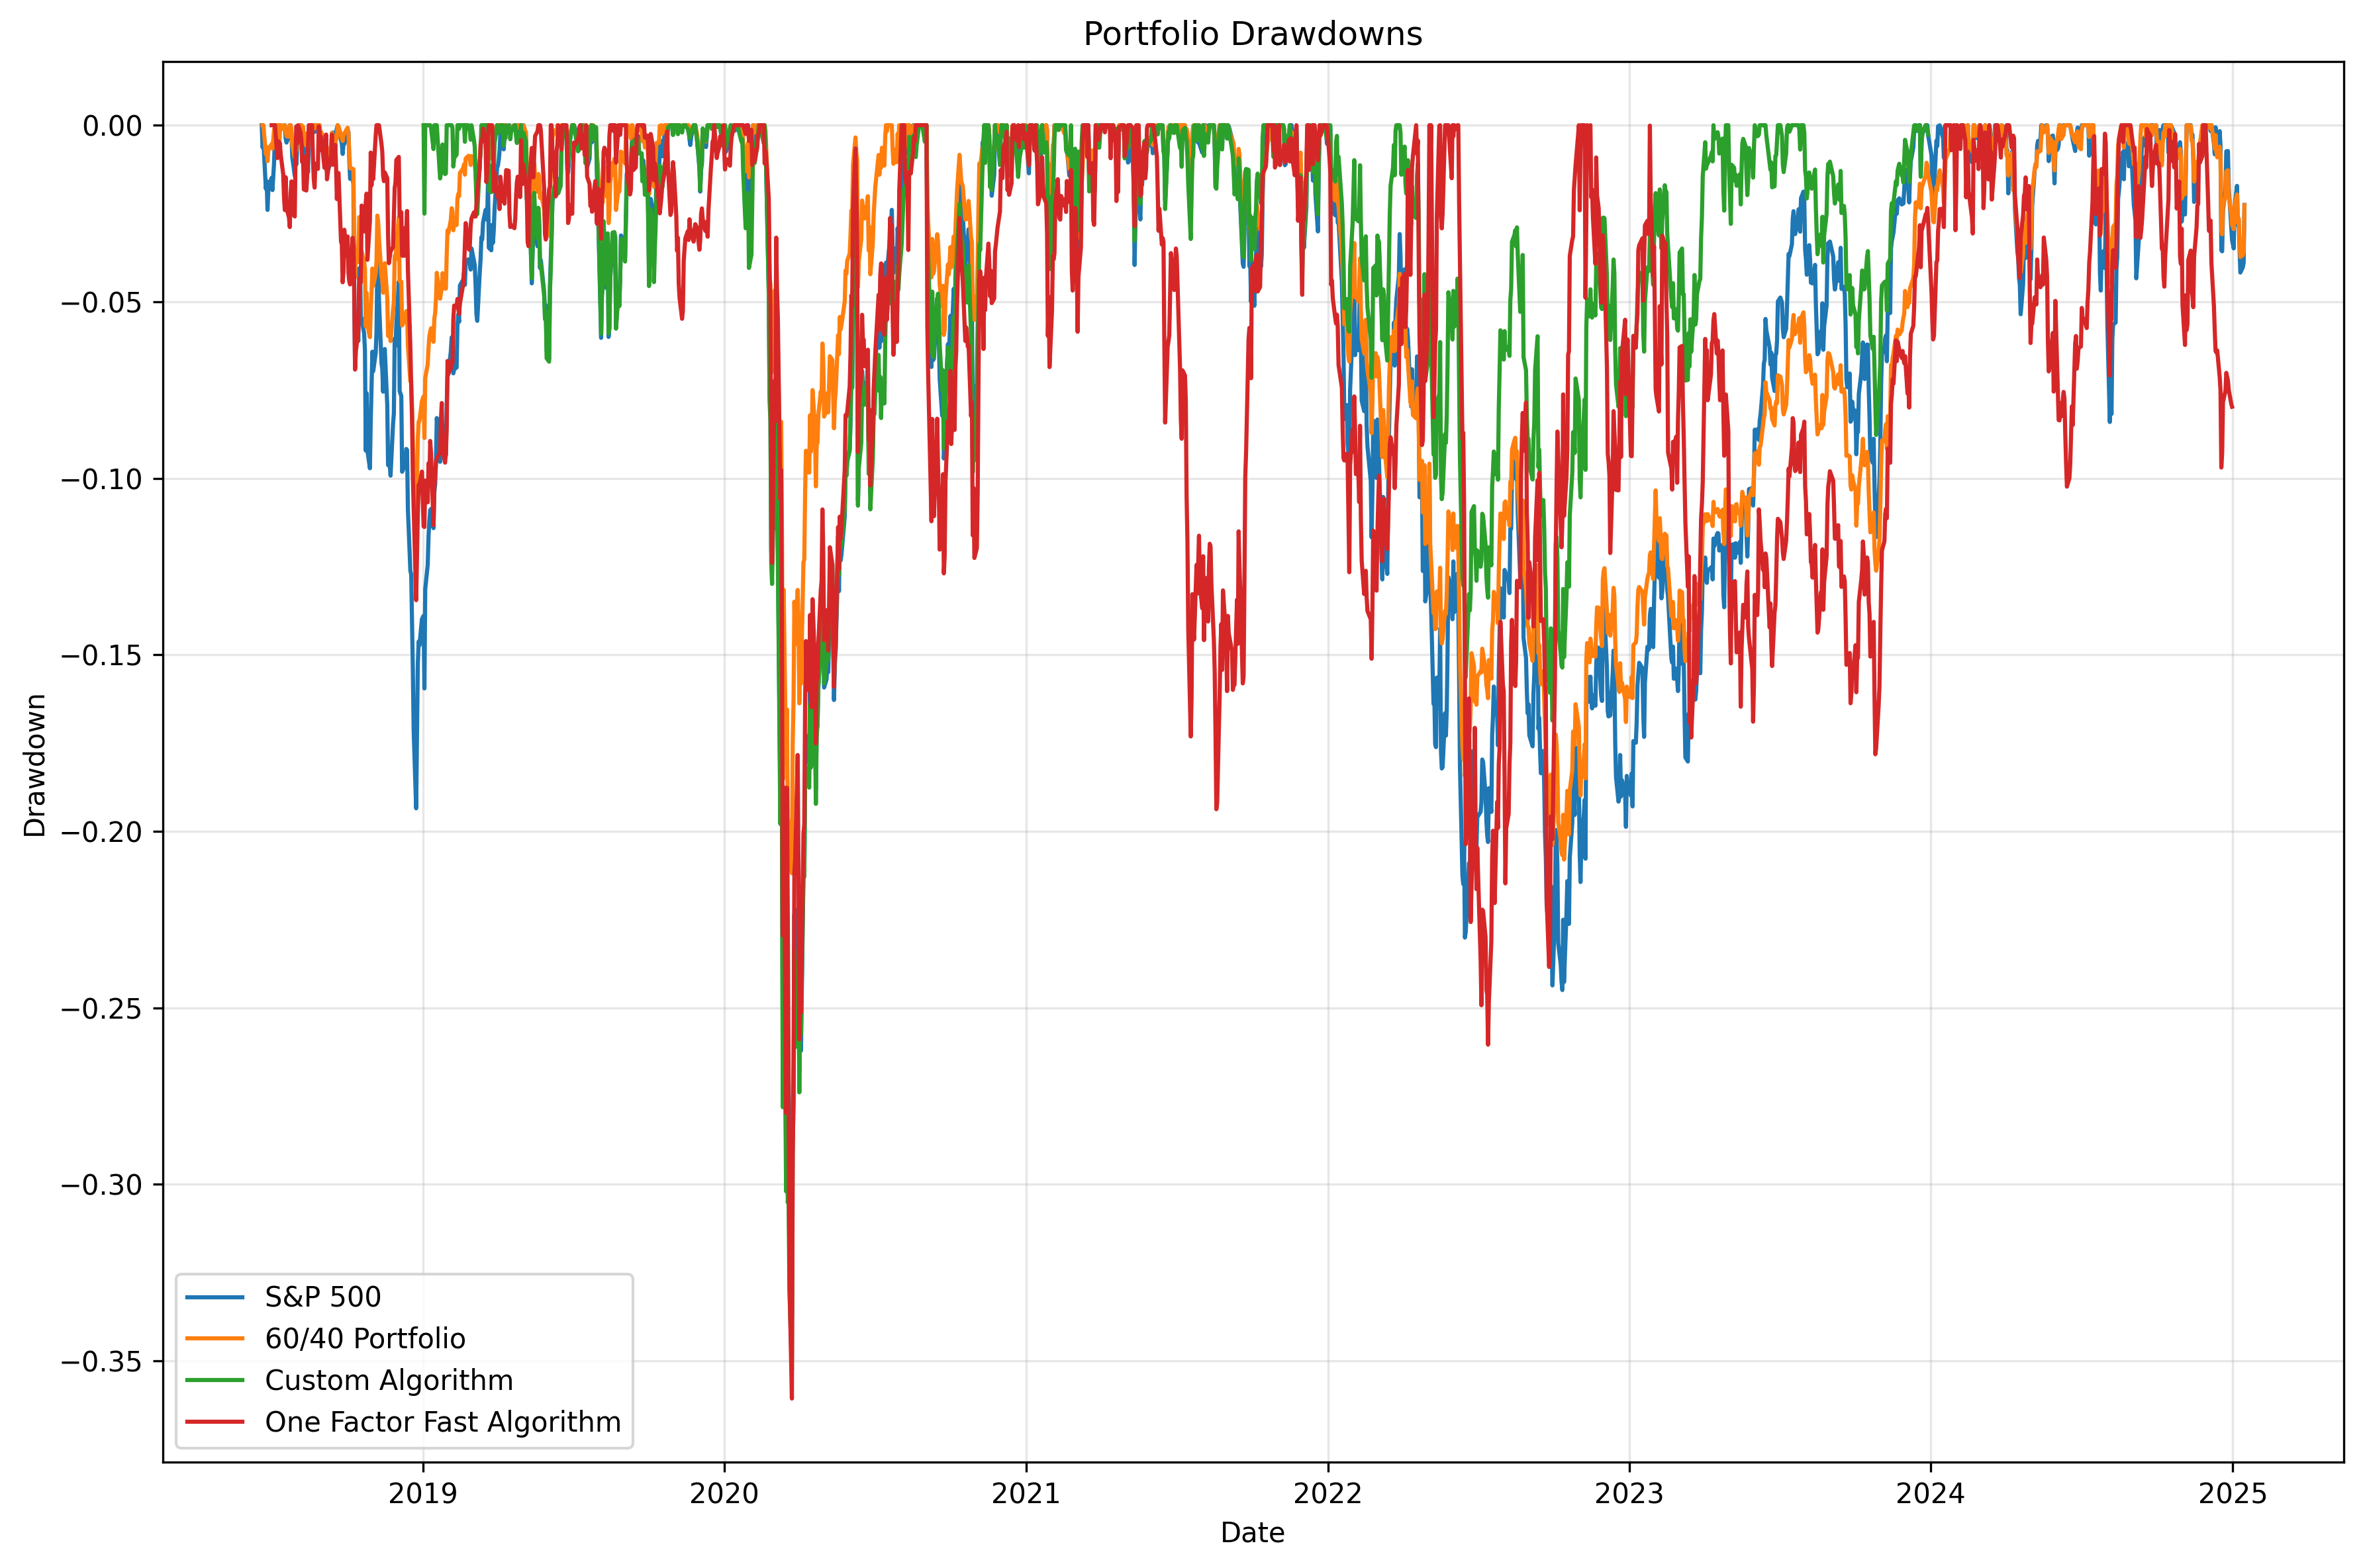 Portfolio Drawdowns
0.00
−0.05
−0.10
−0.15
−0.20
−0.25
−0.30
−0.35
Drawdown
S&P 500
60/40 Portfolio
Custom Algorithm
One Factor Fast Algorithm
2019 2020 2021 2022 2023 2024 2025
Date